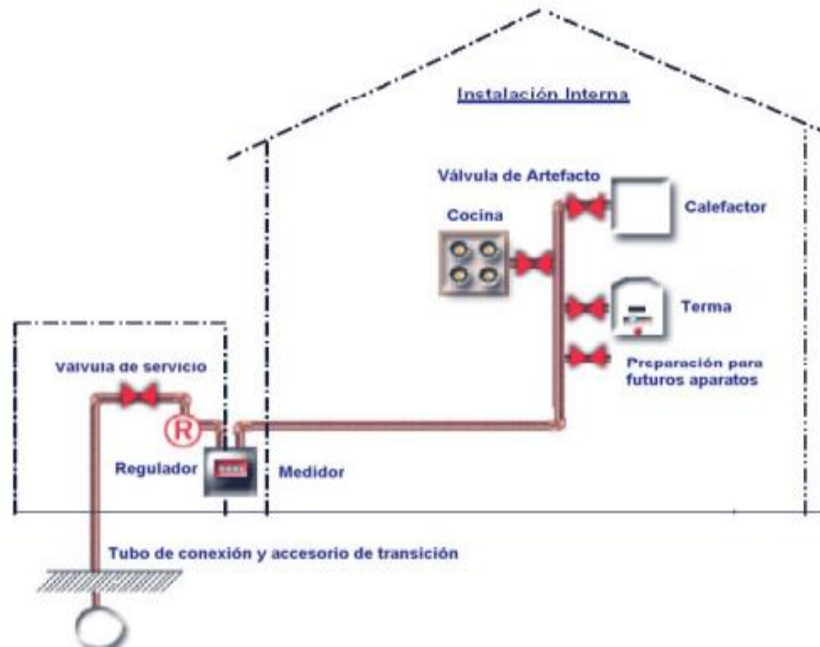 Instalación Interna
Válvula de Artefacto
Cocina
Calefactor
Terma
Preparación para
futuros aparatos
Válvula de servicio
R
Regulador
Medidor
Tubo de conexión y accesorio de transición